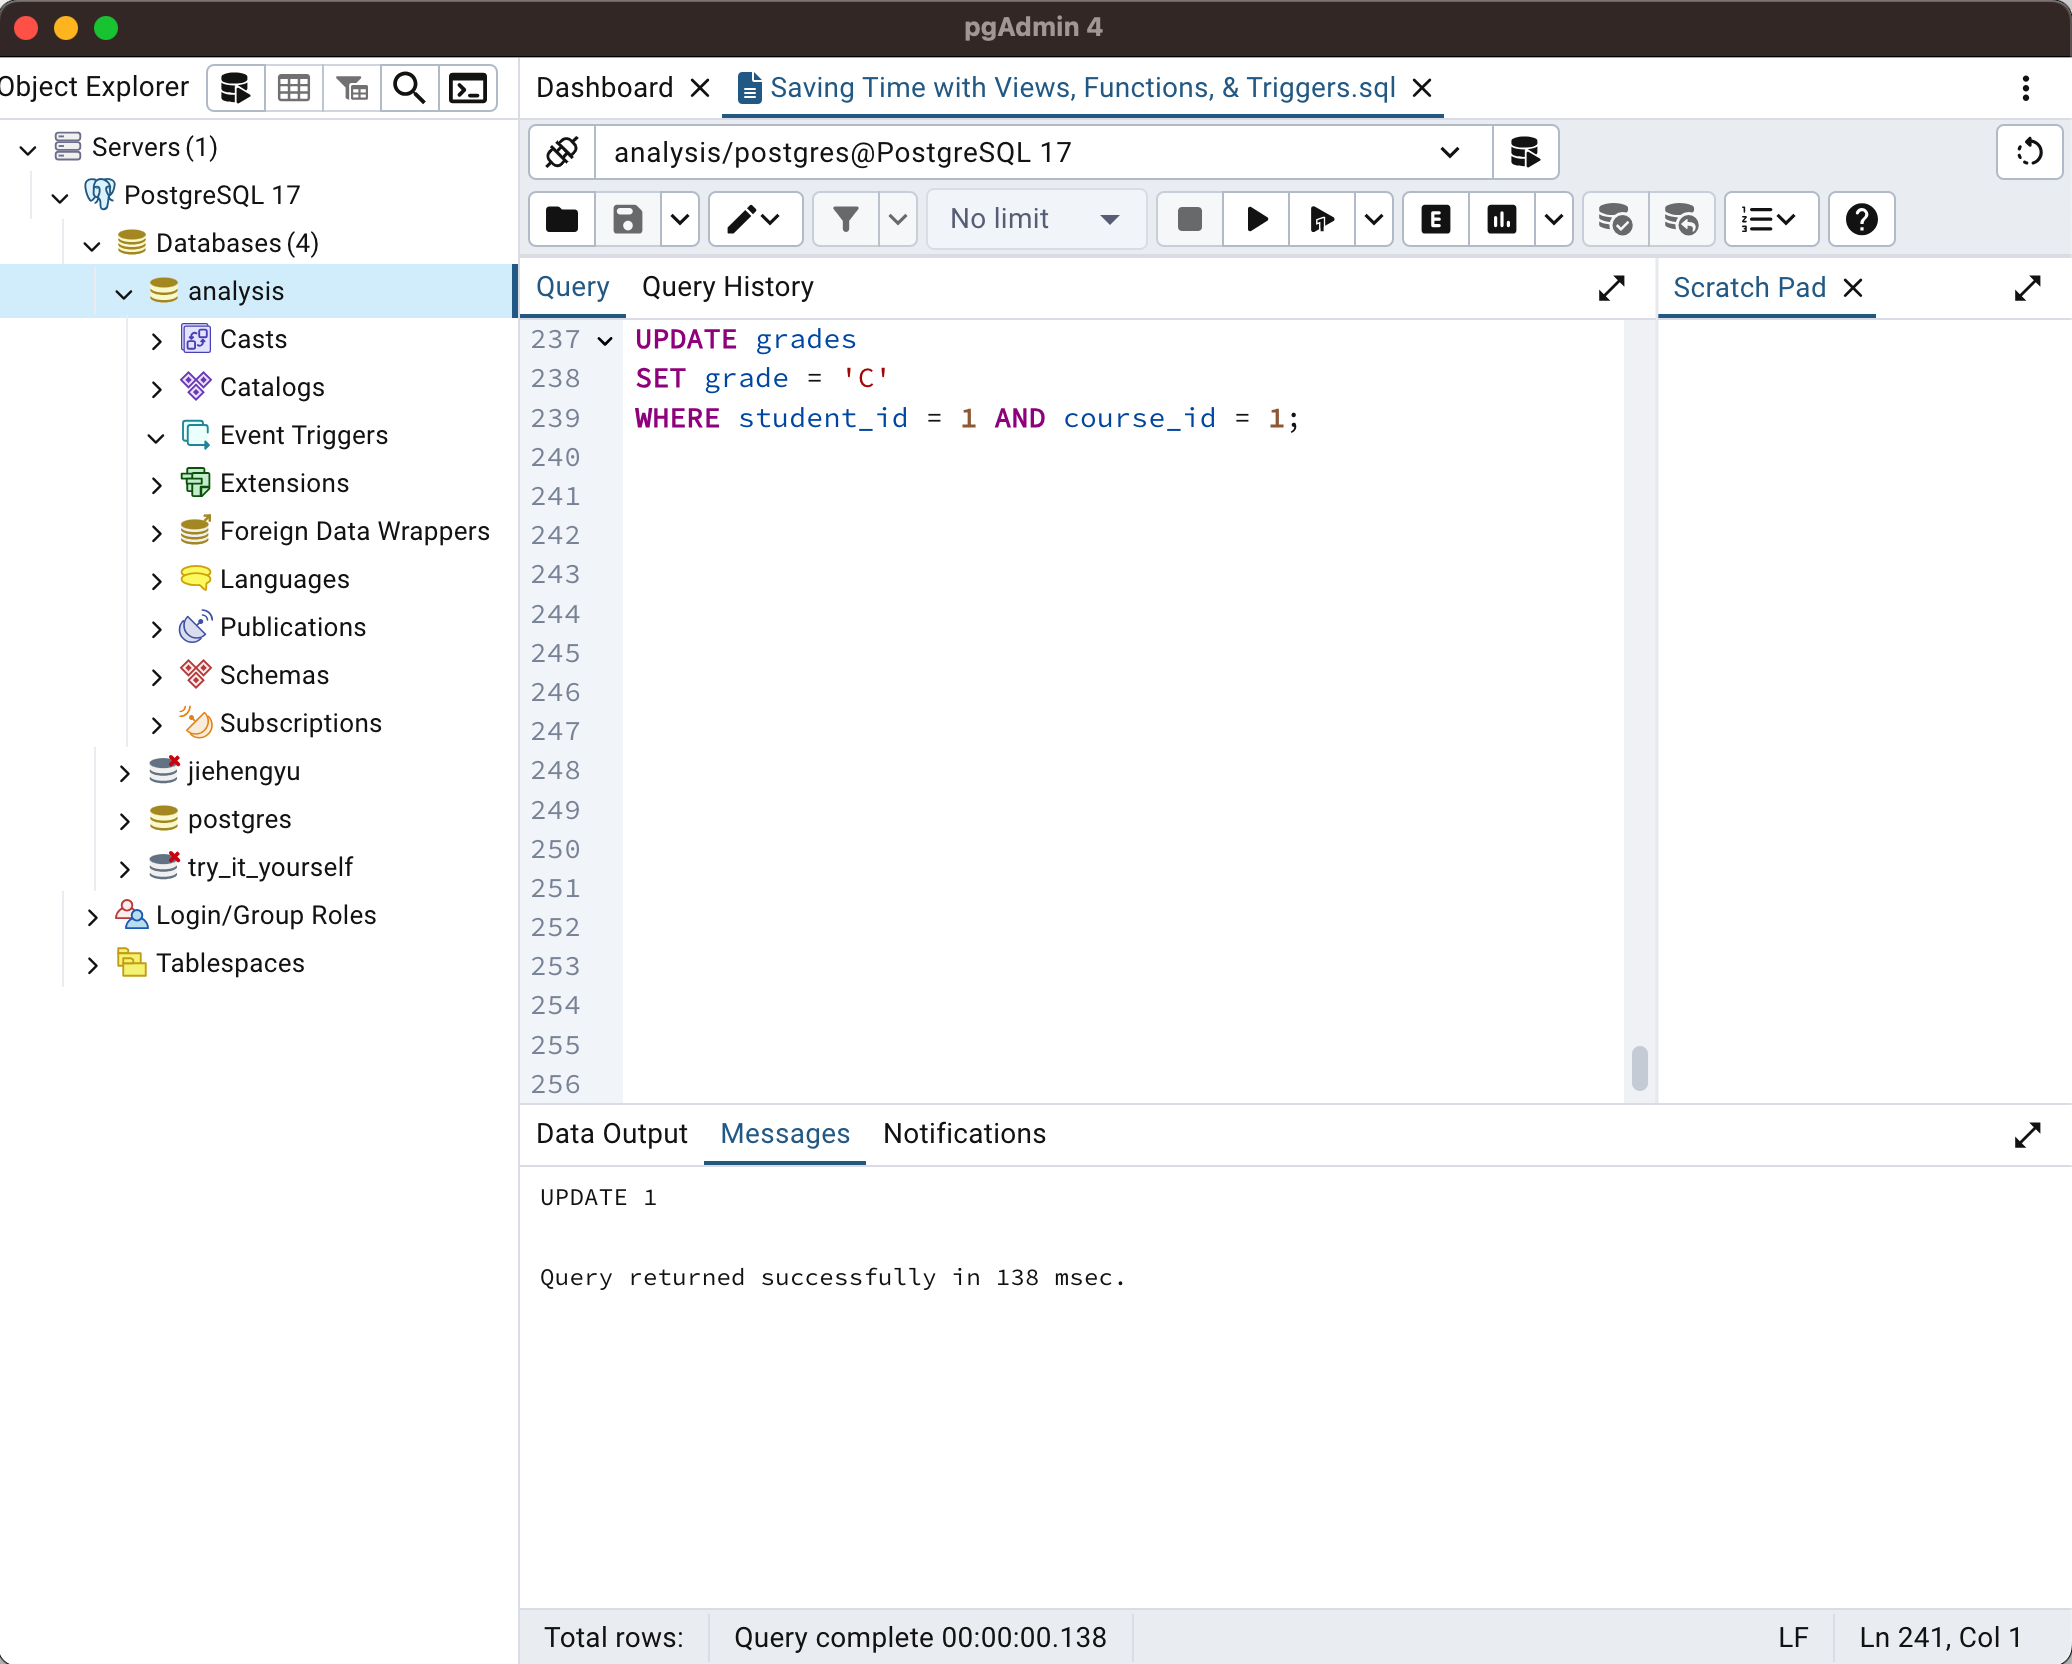 pgAdmin 4
Object Explorer
Dashboard
Saving Time with Views, Functions, & Triggers.sql
Servers (1)
PostgreSQL 17
Databases (4)
analysis
Casts
Catalogs
Event Triggers
Extensions
Foreign Data Wrappers
Languages
Publications
Schemas
Subscriptions
jiehengyu
postgres
try_it_yourself
Login/Group Roles
Tablespaces
analysis/postgres@PostgreSQL 17
No limit
E
Query
Query History
Scratch Pad
237 UPDATE grades
238 SET grade = 'C'
239 WHERE student_id = 1 AND course_id = 1;
240
241
242
243
244
245
246
247
248
249
250
251
252
253
254
255
256
Data Output
Messages
Notifications
UPDATE 1
Query returned successfully in 138 msec.
Total rows:
Query complete 00:00:00.138
LF
Ln 241, Col 1